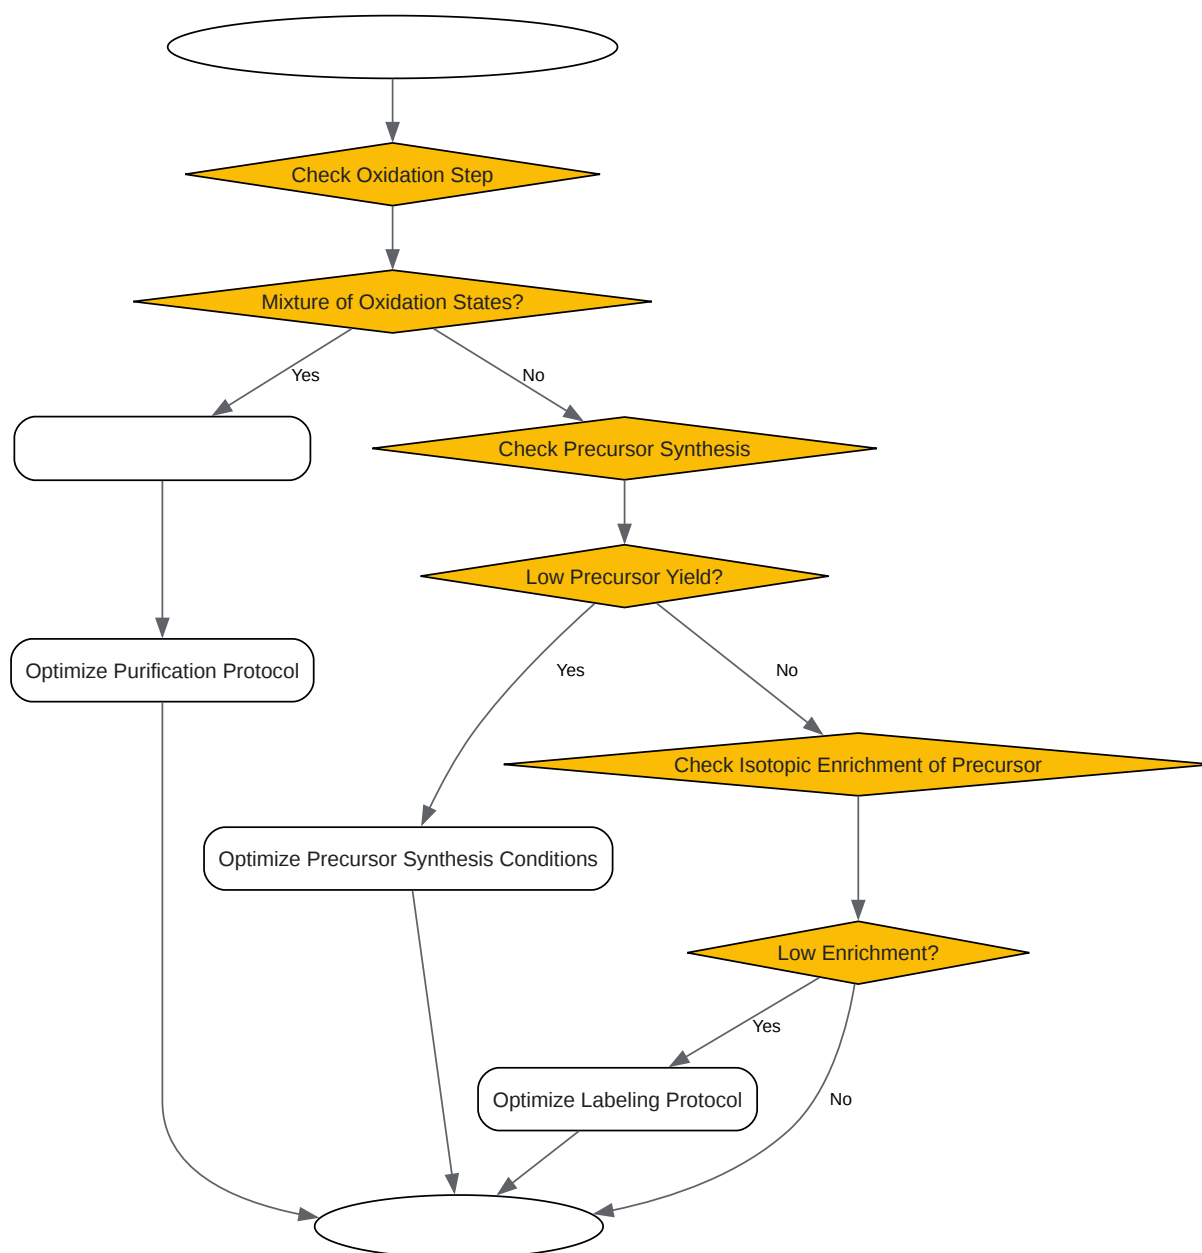 Check Oxidation Step
Mixture of Oxidation States?
Yes
No
Check Precursor Synthesis
Low Precursor Yield?
Optimize Purification Protocol
Yes
No
Check Isotopic Enrichment of Precursor
Optimize Precursor Synthesis Conditions
Low Enrichment?
Yes
Optimize Labeling Protocol
No